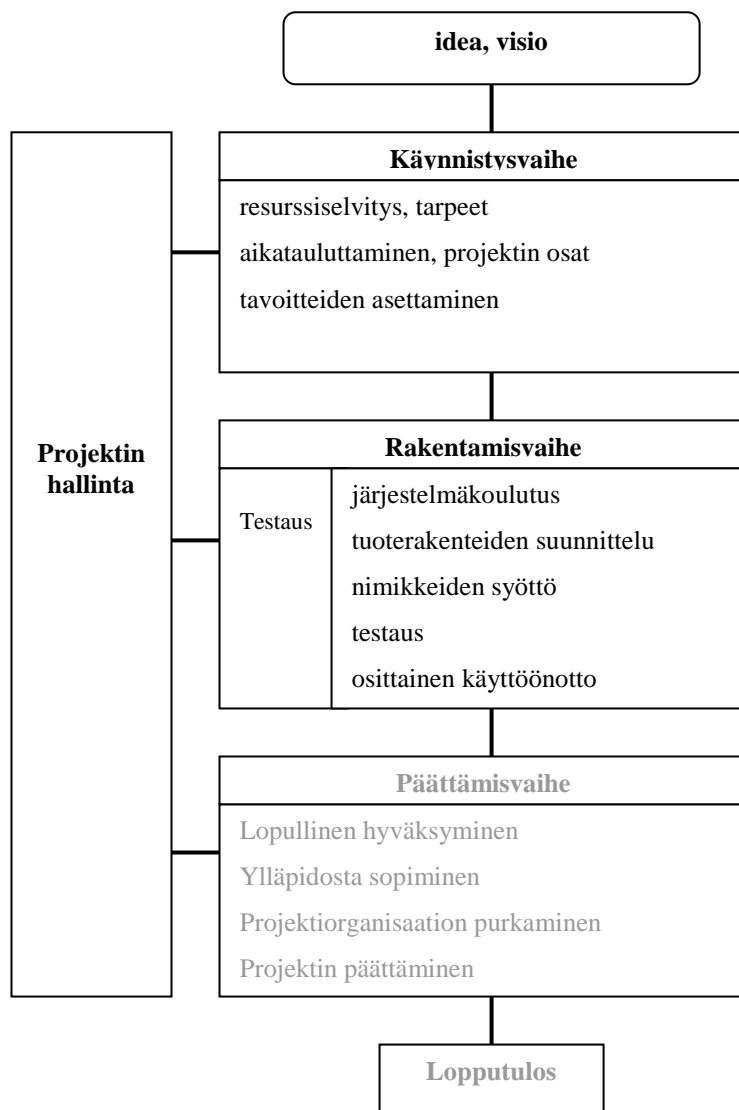 idea, visio
Käynnistysvaihe
resurssiselvitys, tarpeet
aikatauluttaminen, projektin osat
tavoitteiden asettaminen
Projektin
hallinta
Rakentamisvaihe
Testaus
järjestelmäkoulutus
tuoterakenteiden suunnittelu
nimikkeiden syöttö
testaus
osittainen käyttöönotto
Päättämisvaihe
Lopullinen hyväksyminen
Ylläpidosta sopiminen
Projektiorganisaation purkaminen
Projektin päättäminen
Lopputulos